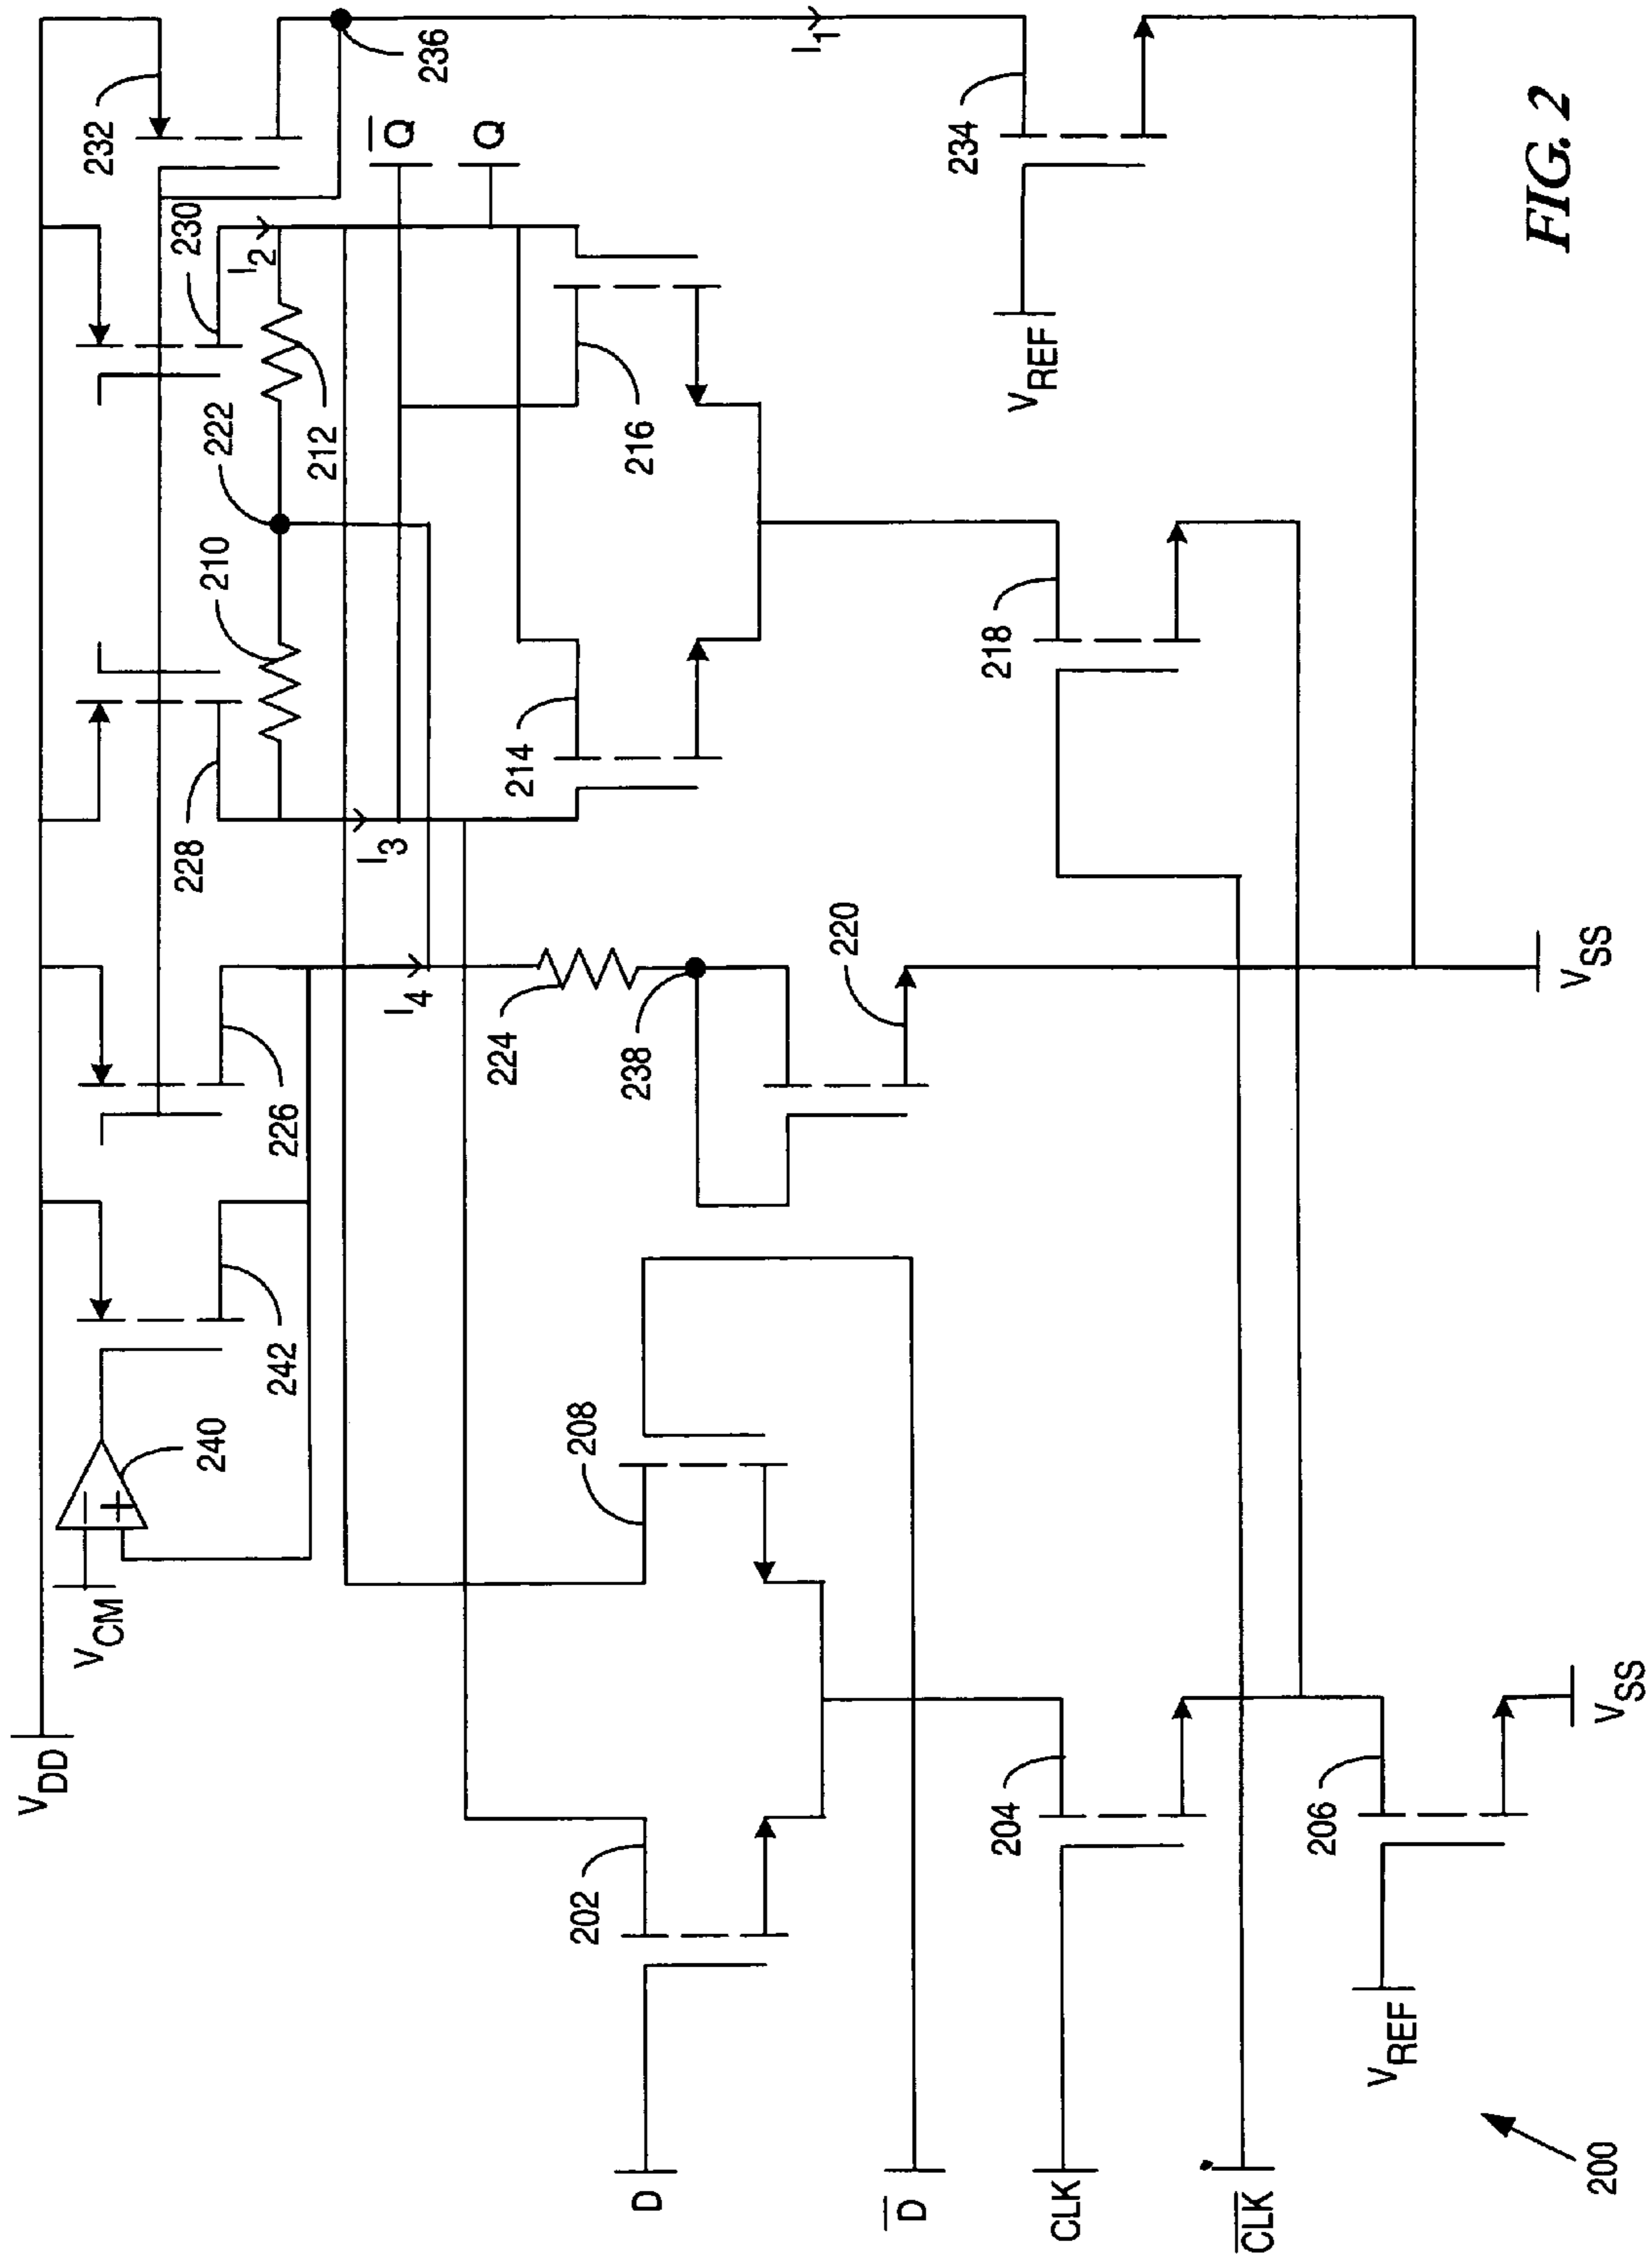 V_DD
V_CM
240
242
226
228
230
232
236
I_1
I_2
I_3
I_4
210
222
212
Q̅
Q
214
216
224
238
220
208
202
218
234
V_REF
D
D̅
CLK
C̅L̅K̅
204
206
V_REF
V_SS
V_SS
200
FIG. 2
−
+